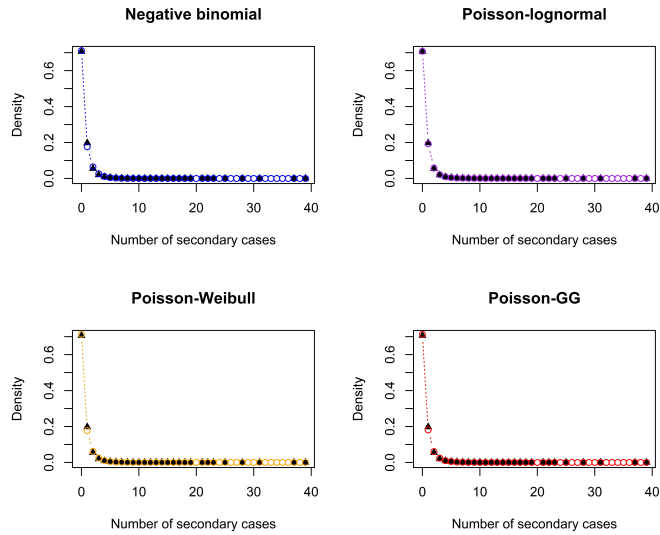 Negative binomial
Density
0.0 0.2 0.4 0.6
0 10 20 30 40
Number of secondary cases
Poisson-lognormal
Density
0.0 0.2 0.4 0.6
0 10 20 30 40
Number of secondary cases
Poisson-Weibull
Density
0.0 0.2 0.4 0.6
0 10 20 30 40
Number of secondary cases
Poisson-GG
Density
0.0 0.2 0.4 0.6
0 10 20 30 40
Number of secondary cases